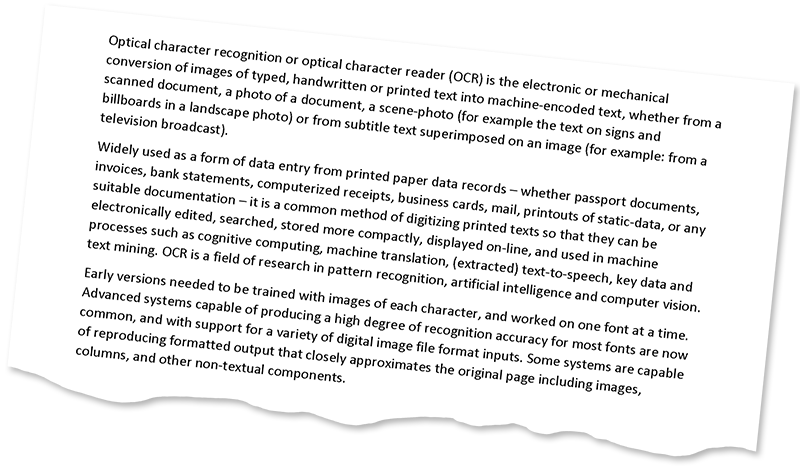 Optical character recognition or optical character reader (OCR) is the electronic or mechanical
conversion of images of typed, handwritten or printed text into machine-encoded text, whether from a
scanned document, a photo of a document, a scene-photo (for example the text on signs and
billboards in a landscape photo) or from subtitle text superimposed on an image (for example: from a
television broadcast).
Widely used as a form of data entry from printed paper data records – whether passport documents,
invoices, bank statements, computerized receipts, business cards, mail, printouts of static-data, or any
suitable documentation – it is a common method of digitizing printed texts so that they can be
electronically edited, searched, stored more compactly, displayed on-line, and used in machine
processes such as cognitive computing, machine translation, (extracted) text-to-speech, key data and
text mining. OCR is a field of research in pattern recognition, artificial intelligence and computer vision.
Early versions needed to be trained with images of each character, and worked on one font at a time.
Advanced systems capable of producing a high degree of recognition accuracy for most fonts are now
common, and with support for a variety of digital image file format inputs. Some systems are capable
of reproducing formatted output that closely approximates the original page including images,
columns, and other non-textual components.